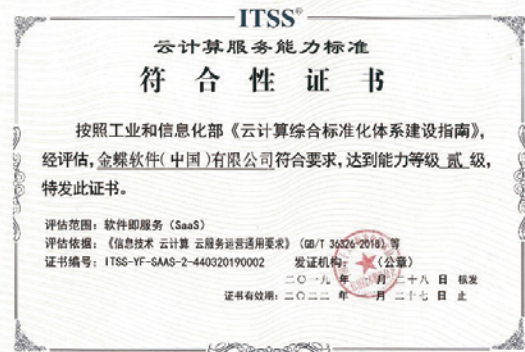 ITSS®
云计算服务能力标准
符合性证书
按照工业和信息化部《云计算综合标准化体系建设指南》，
经评估，金蝶软件（中国）有限公司符合要求，达到能力等级 贰 级，
特发此证书。
评估范围：软件即服务（SaaS）
评估依据：《信息技术 云计算 云服务运营通用要求》（GB/T 36326-2018）等
证书编号：ITSS-YF-SAAS-2-440320190002 发证机构： （公章）
二〇一九 年 月 二十八 日 核发
证书有效期：二〇二二 年 月 二十七 日 止